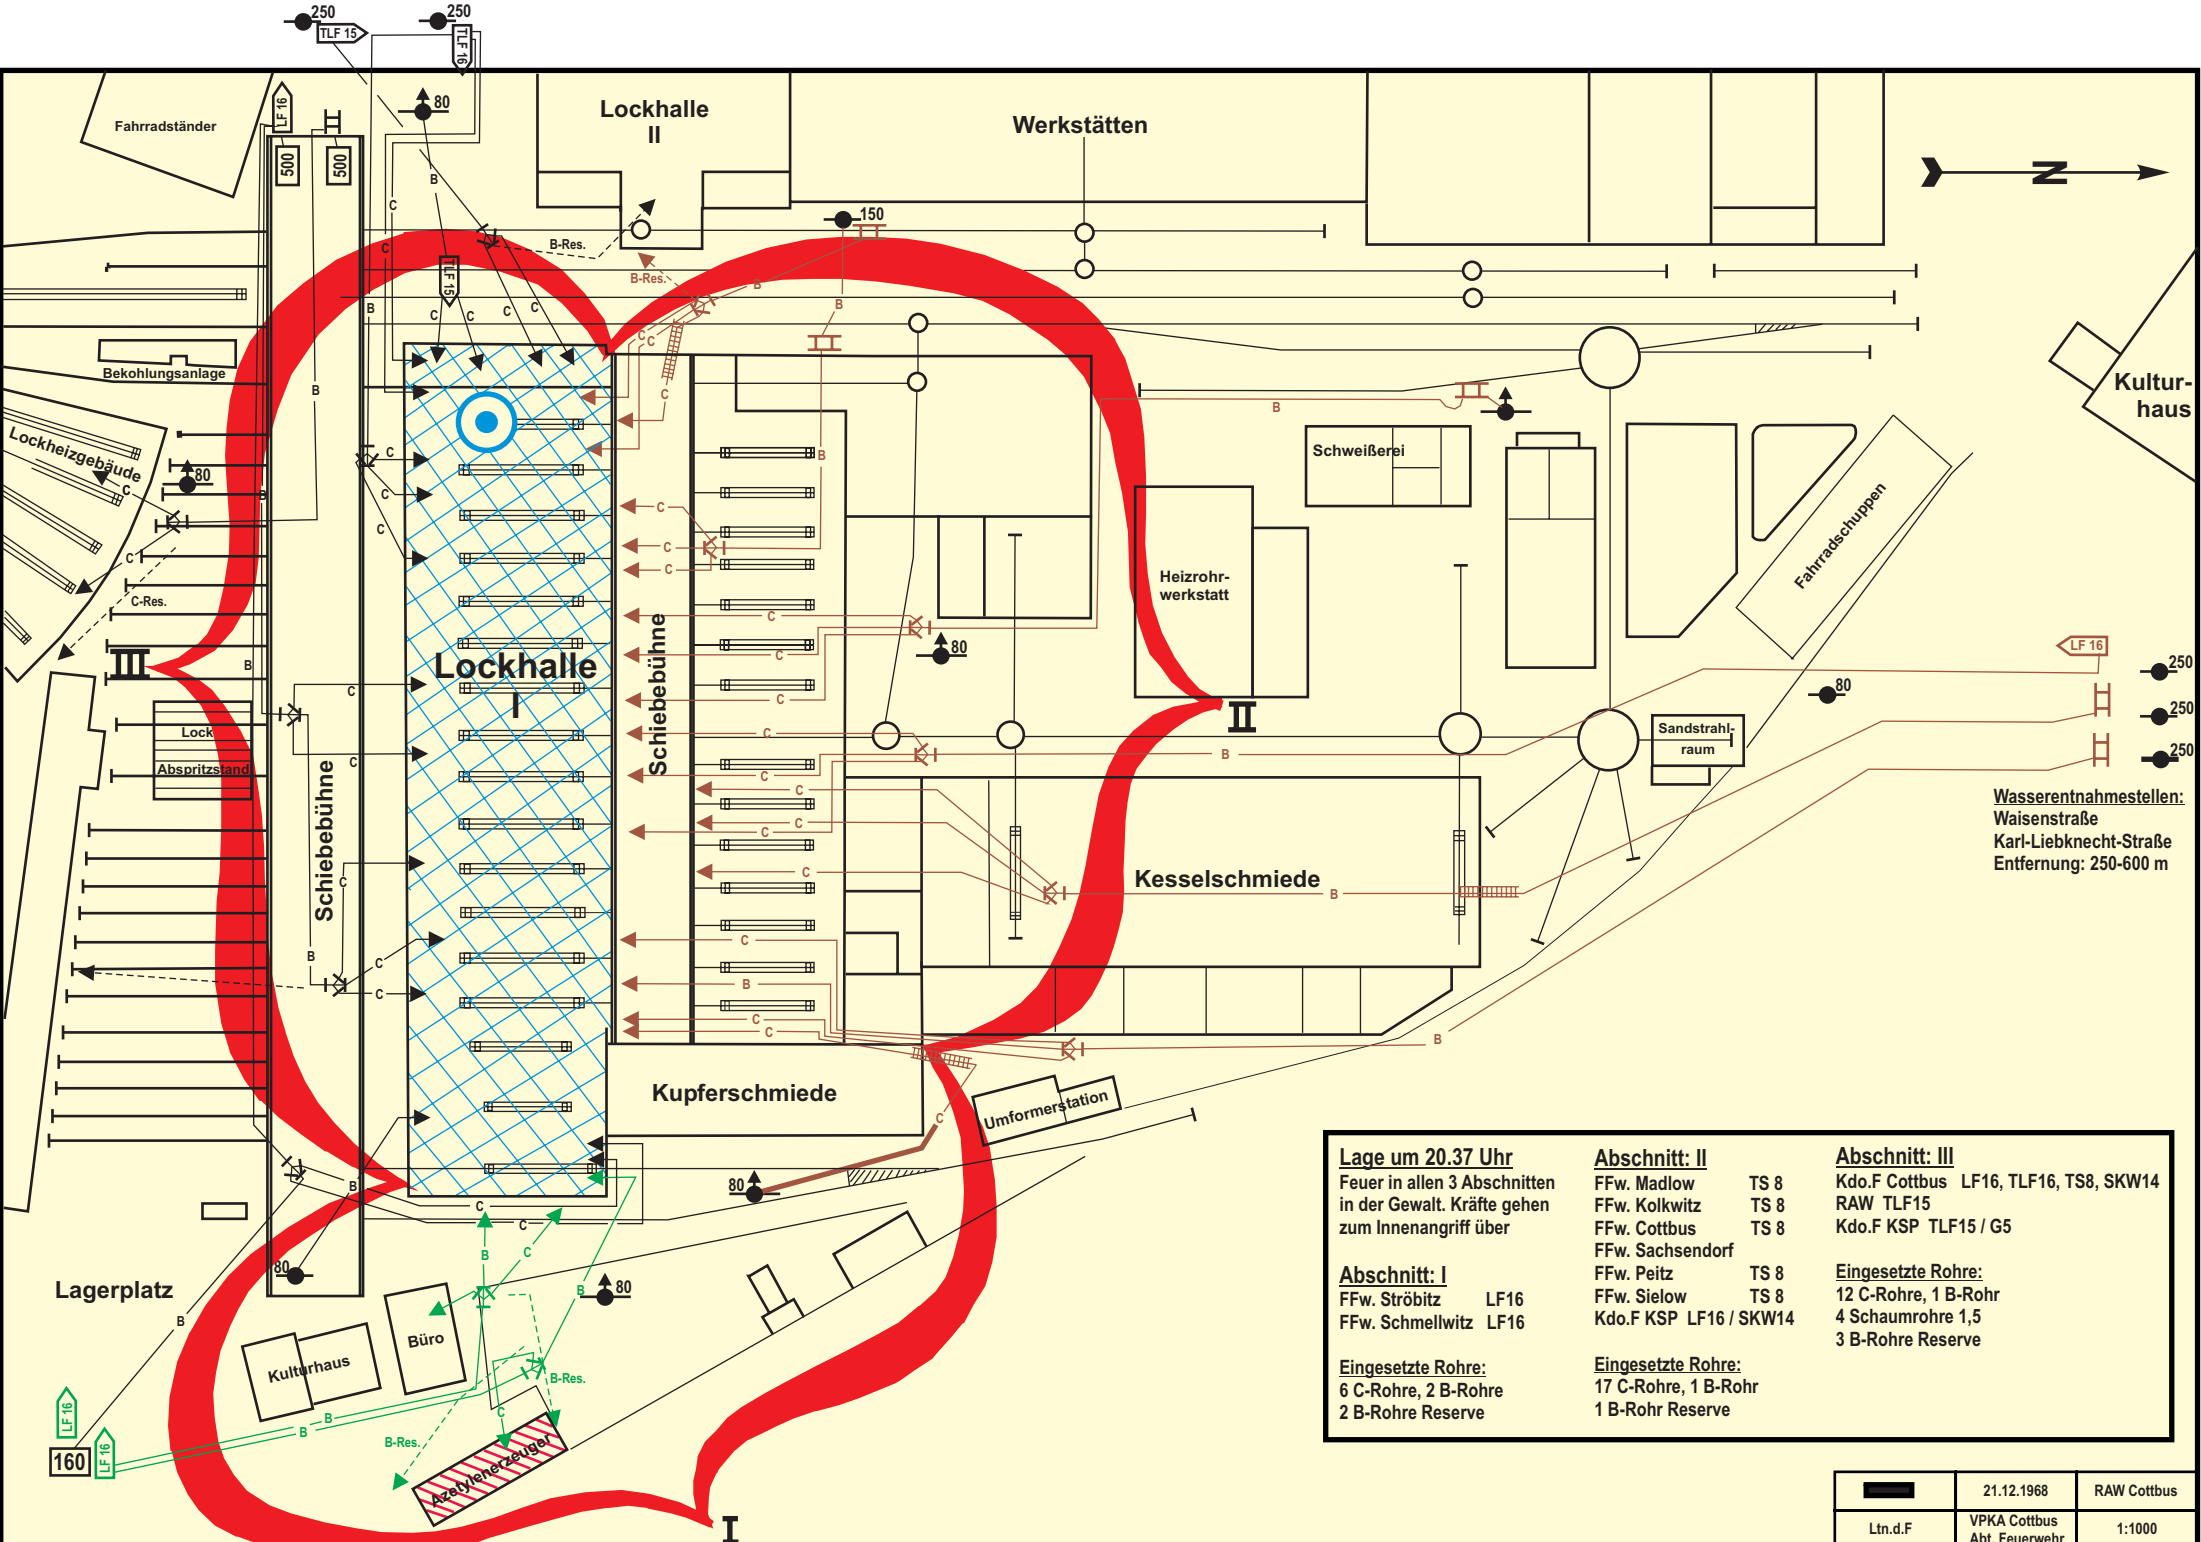 250
250
TLF 15
TLF 16
LF 16
80
500
500
Fahrradständer
Lockhalle
II
Werkstätten
N
B
C
C
C
B-Res.
150
B-Res.
B
B
TLF 15
B
C
C
C
C
C
C
B
Bekohlungsanlage
Kultur-
haus
B
C
B
Lockheizgebäude
80
C
C
B
C
Schweißerei
C
C
C
C
C-Res.
Heizrohr-
werkstatt
Fahrradschuppen
C
80
C
C
III
B
Lockhalle
I
Schiebebühne
LF 16
250
80
250
250
II
C
C
C
C
B
Lock
Abspritzstand
Sandstrahl-
raum
Wasserentnahmestellen:
Waisenstraße
Karl-Liebknecht-Straße
Entfernung: 250-600 m
Schiebebühne
C
C
C
C
C
Kesselschmiede
B
B
C
C
C
B
C
C
B
Kupferschmiede
Umformerstation
C
80
B
C
C
80
Lagerplatz
B
B
C
B
80
Büro
Kulturhaus
B-Res.
B-Res.
B
B
C
LF 16
LF 16
160
Azetylenerzeuger
I
Lage um 20.37 Uhr
Feuer in allen 3 Abschnitten
in der Gewalt. Kräfte gehen
zum Innenangriff über
Abschnitt: I
FFw. Ströbitz LF16
FFw. Schmellwitz LF16
Eingesetzte Rohre:
6 C-Rohre, 2 B-Rohre
2 B-Rohre Reserve
Abschnitt: II
FFw. Madlow TS 8
FFw. Kolkwitz TS 8
FFw. Cottbus TS 8
FFw. Sachsendorf
FFw. Peitz TS 8
FFw. Sielow TS 8
Kdo.F KSP LF16 / SKW14
Eingesetzte Rohre:
17 C-Rohre, 1 B-Rohr
1 B-Rohr Reserve
Abschnitt: III
Kdo.F Cottbus LF16, TLF16, TS8, SKW14
RAW TLF15
Kdo.F KSP TLF15 / G5
Eingesetzte Rohre:
12 C-Rohre, 1 B-Rohr
4 Schaumrohre 1,5
3 B-Rohre Reserve
21.12.1968
RAW Cottbus
Ltn.d.F
VPKA Cottbus
Abt. Feuerwehr
1:1000